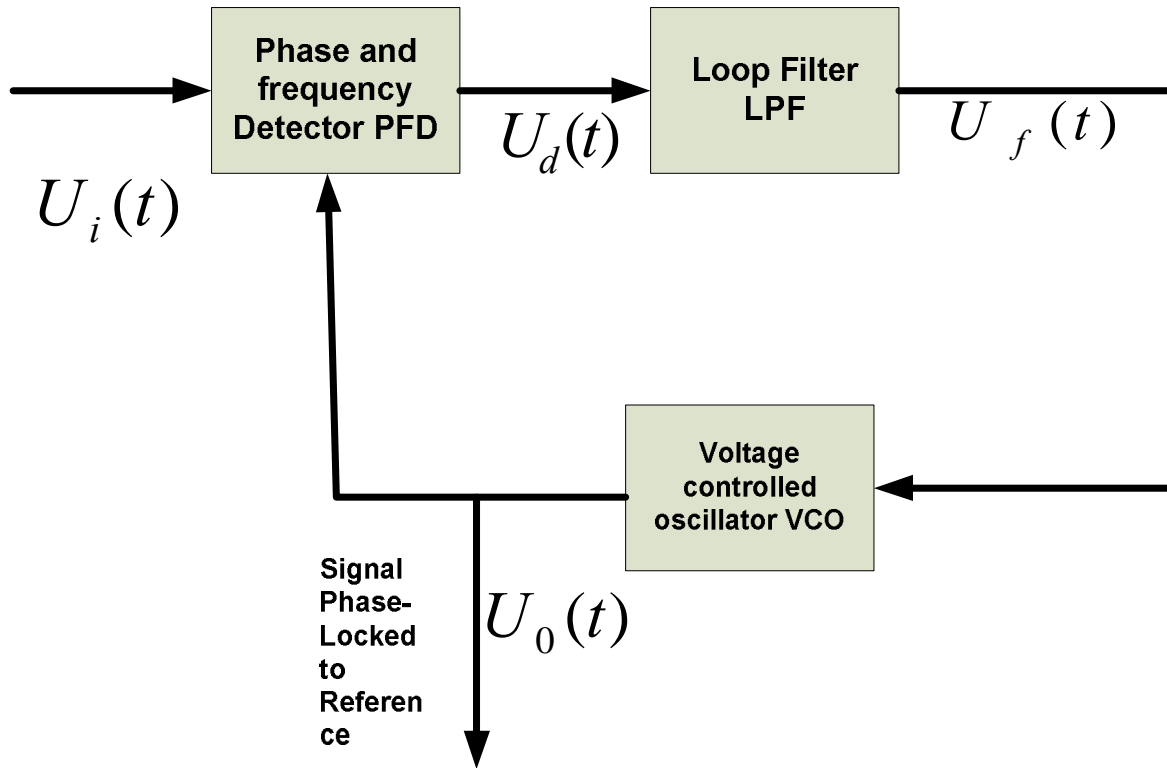 Phase and
frequency
Detector PFD
Loop Filter
LPF
U_d(t)
U_f(t)
U_i(t)
Voltage
controlled
oscillator VCO
Signal
Phase-
Locked
to
Referen
ce
U_0(t)